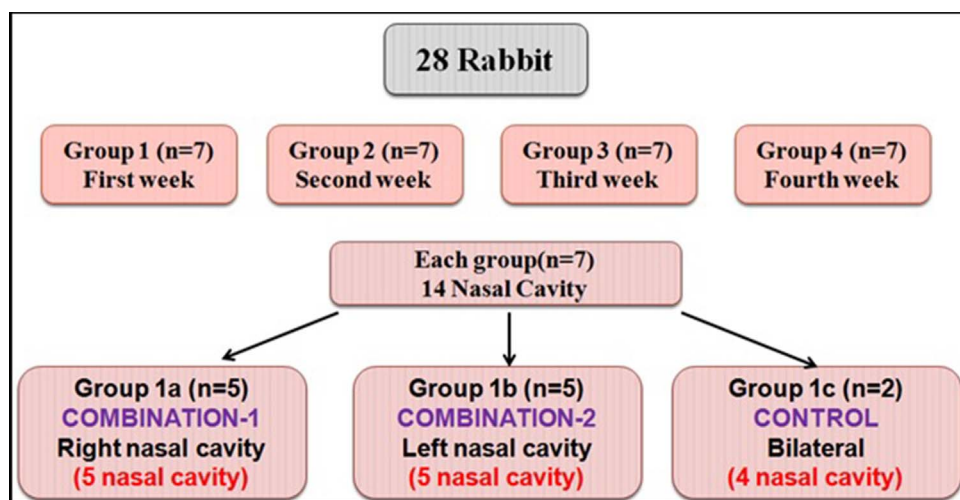 28 Rabbit
Group 1 (n=7)
First week
Group 2 (n=7)
Second week
Group 3 (n=7)
Third week
Group 4 (n=7)
Fourth week
Each group(n=7)
14 Nasal Cavity
Group 1a (n=5)
COMBINATION-1
Right nasal cavity
(5 nasal cavity)
Group 1b (n=5)
COMBINATION-2
Left nasal cavity
(5 nasal cavity)
Group 1c (n=2)
CONTROL
Bilateral
(4 nasal cavity)